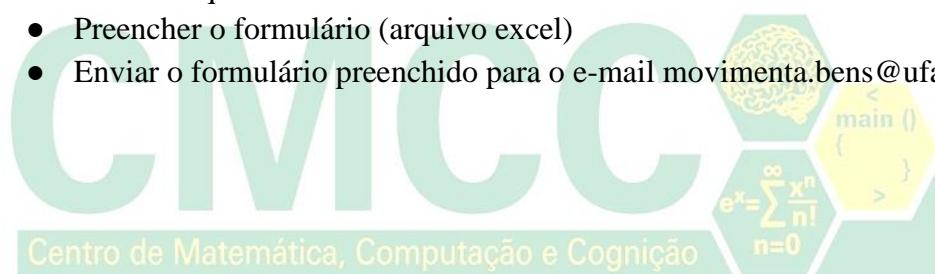 ● Preencher o formulário (arquivo excel)
● Enviar o formulário preenchido para o e-mail movimenta.bens@ufa
CMCC
<
main ()
{
}
>
e^x = ∞ ∑ n=0 x^n / n!
Centro de Matemática, Computação e Cognição